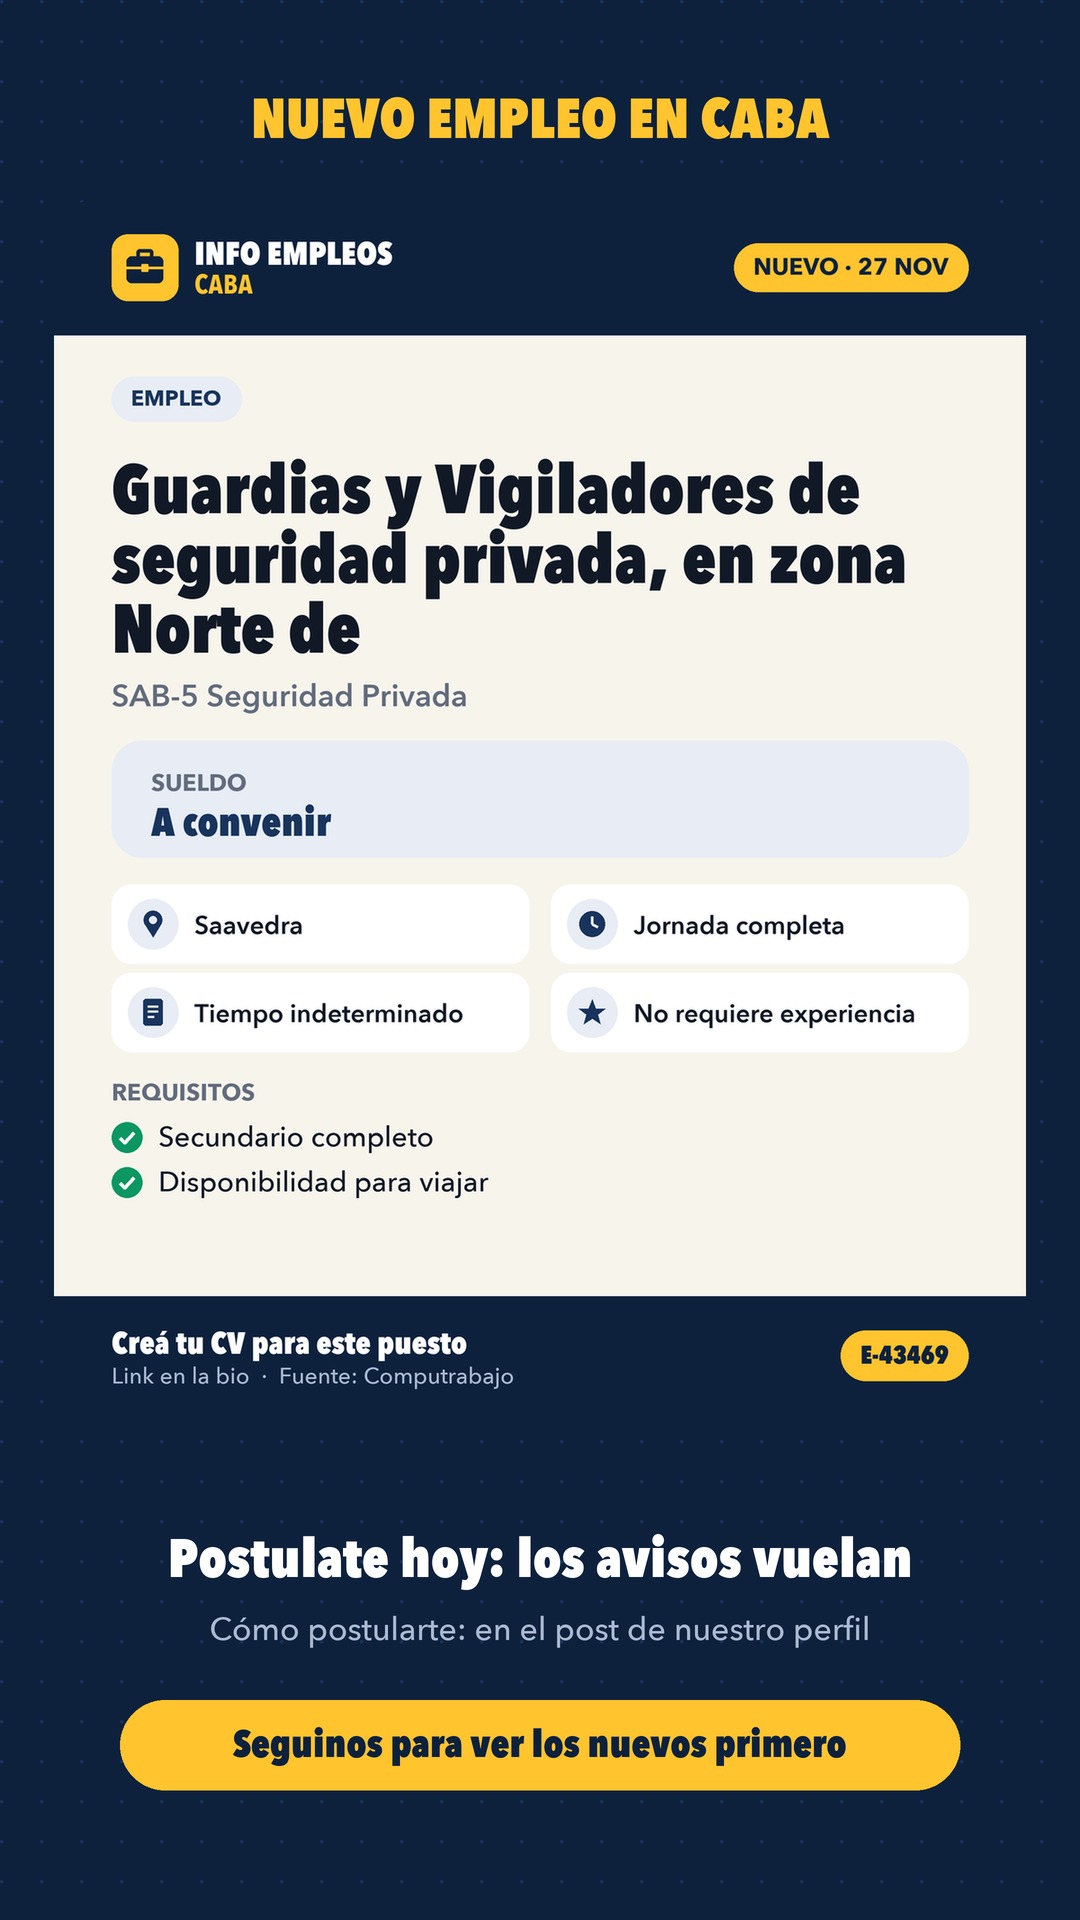 NUEVO EMPLEO EN CABA
INFO EMPLEOS
CABA
NUEVO · 27 NOV
EMPLEO
Guardias y Vigiladores de
seguridad privada, en zona
Norte de
SAB-5 Seguridad Privada
SUELDO
A convenir
Saavedra
Jornada completa
Tiempo indeterminado
No requiere experiencia
REQUISITOS
Secundario completo
Disponibilidad para viajar
Creá tu CV para este puesto
Link en la bio · Fuente: Computrabajo
E-43469
Postulate hoy: los avisos vuelan
Cómo postularte: en el post de nuestro perfil
Seguinos para ver los nuevos primero